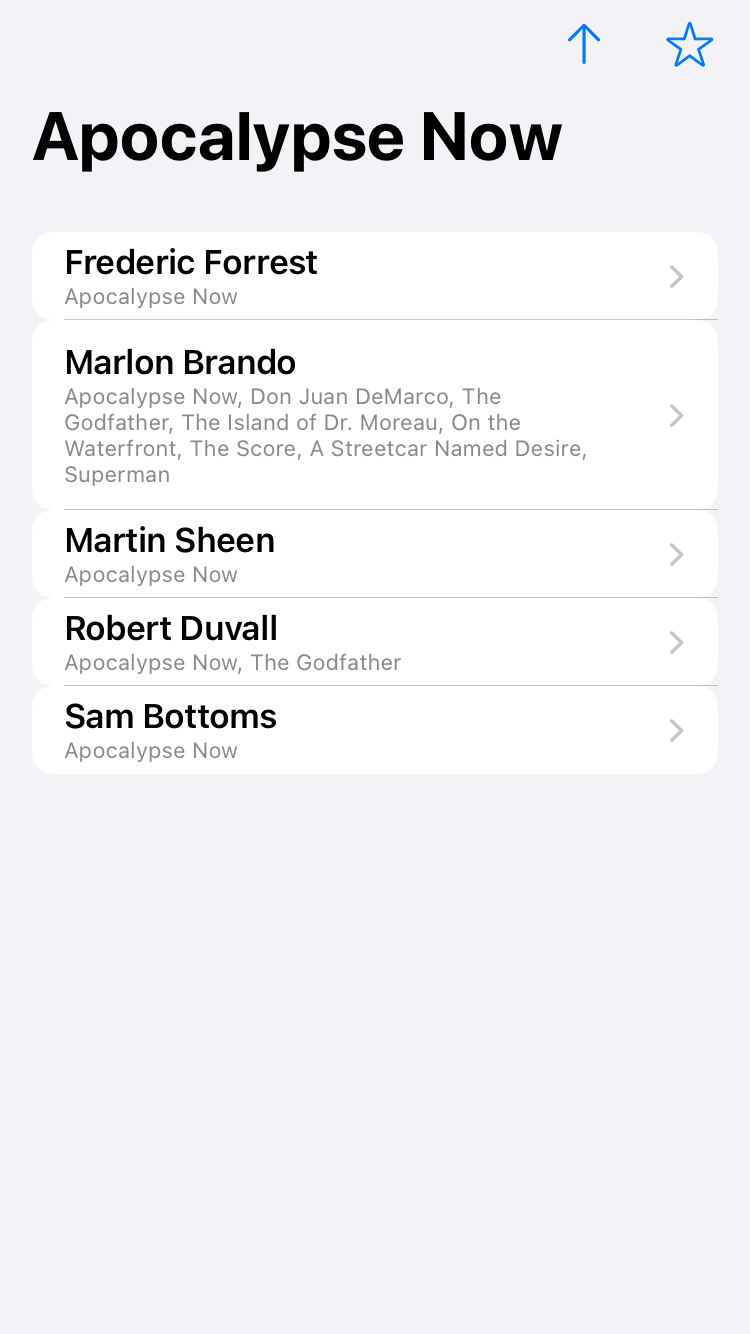 Apocalypse Now
Frederic Forrest
Apocalypse Now
Marlon Brando
Apocalypse Now, Don Juan DeMarco, The
Godfather, The Island of Dr. Moreau, On the
Waterfront, The Score, A Streetcar Named Desire,
Superman
Martin Sheen
Apocalypse Now
Robert Duvall
Apocalypse Now, The Godfather
Sam Bottoms
Apocalypse Now